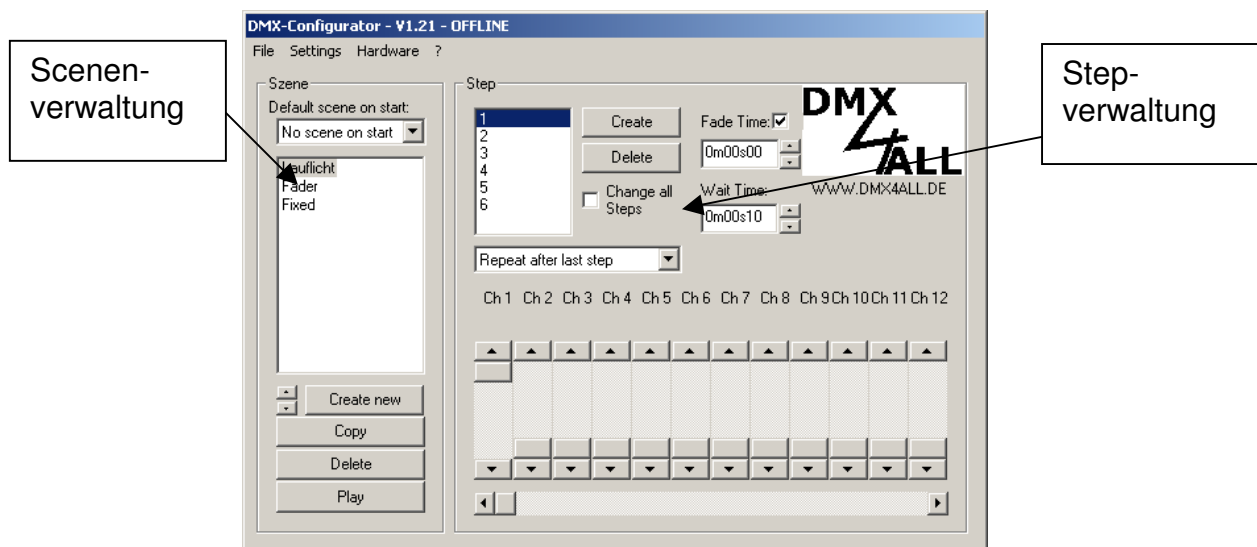 DMX-Configurator - V1.21 - OFFLINE
File Settings Hardware ?
Scenen-
verwaltung
Szene
Default scene on start:
No scene on start
Lauflicht
Fader
Fixed
Create new
Copy
Delete
Play
Step
1
2
3
4
5
6
Create
Delete
Change all
Steps
Fade Time:
0m00s00
Wait Time:
0m00s10
DMX
4
ALL
WWW.DMX4ALL.DE
Repeat after last step
Ch 1 Ch 2 Ch 3 Ch 4 Ch 5 Ch 6 Ch 7 Ch 8 Ch 9 Ch 10 Ch 11 Ch 12
Step-
verwaltung